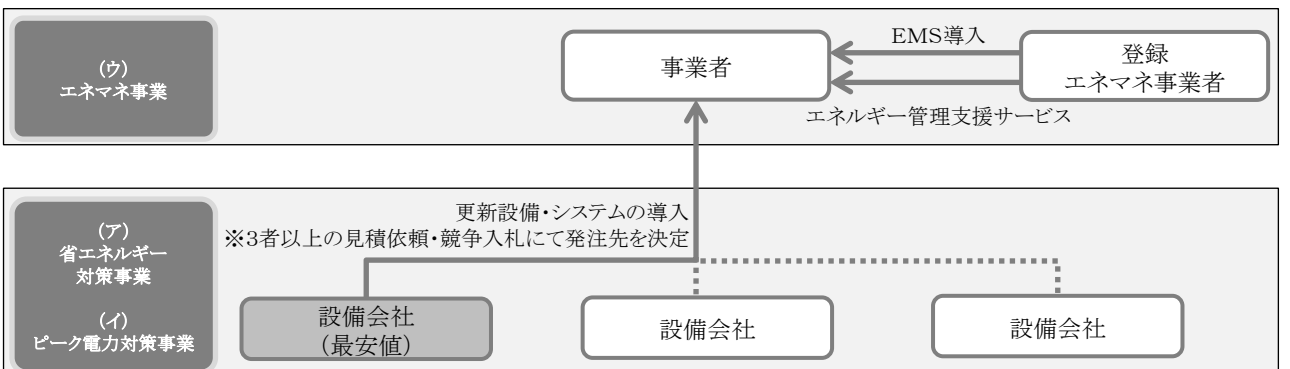 (ウ)
エネマネ事業
事業者
EMS導入
登録
エネマネ事業者
エネルギー管理支援サービス
(ア)
省エネルギー
対策事業
(イ)
ピーク電力対策事業
更新設備・システムの導入
※3者以上の見積依頼・競争入札にて発注先を決定
設備会社
(最安値)
設備会社
設備会社